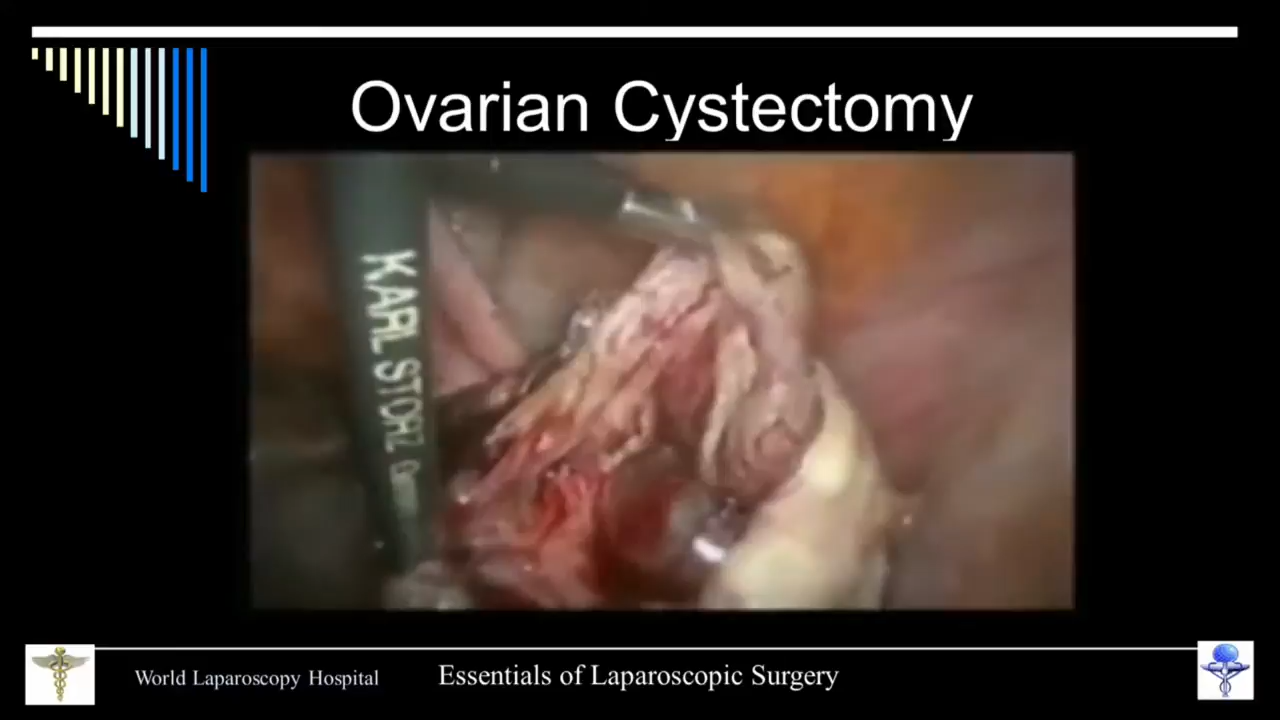 Ovarian Cystectomy
KARL STORZ
World Laparoscopy Hospital
Essentials of Laparoscopic Surgery